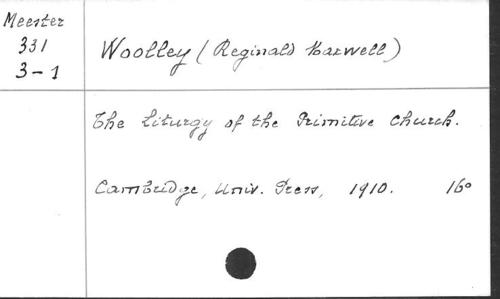 Meester
331
3-1
Woolley (Reginald Maxwell)
The Liturgy of the Primitive Church.
Cambridge, Univ. Press, 1910. 16°